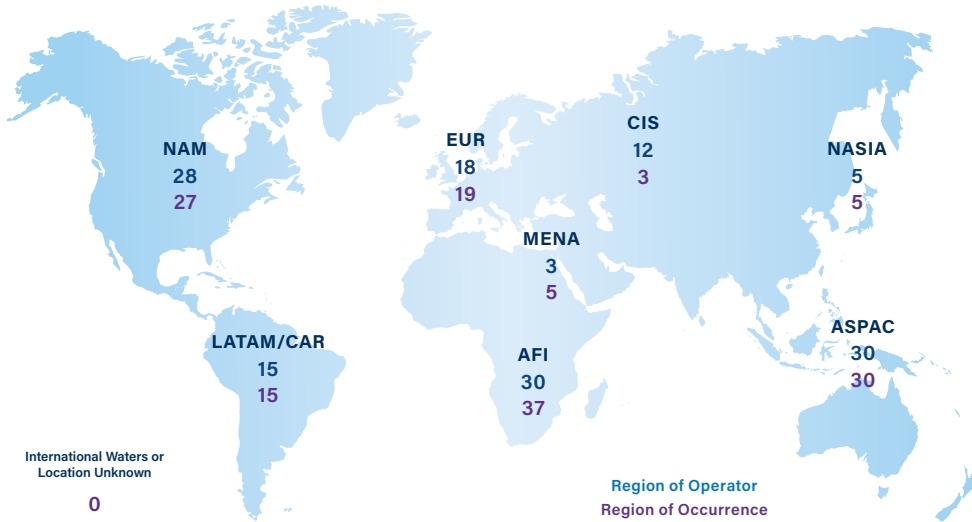 NAM
28
27
EUR
18
19
CIS
12
3
NASIA
5
5
MENA
3
5
LATAM/CAR
15
15
AFI
30
37
ASPAC
30
30
International Waters or
Location Unknown
0
Region of Operator
Region of Occurrence